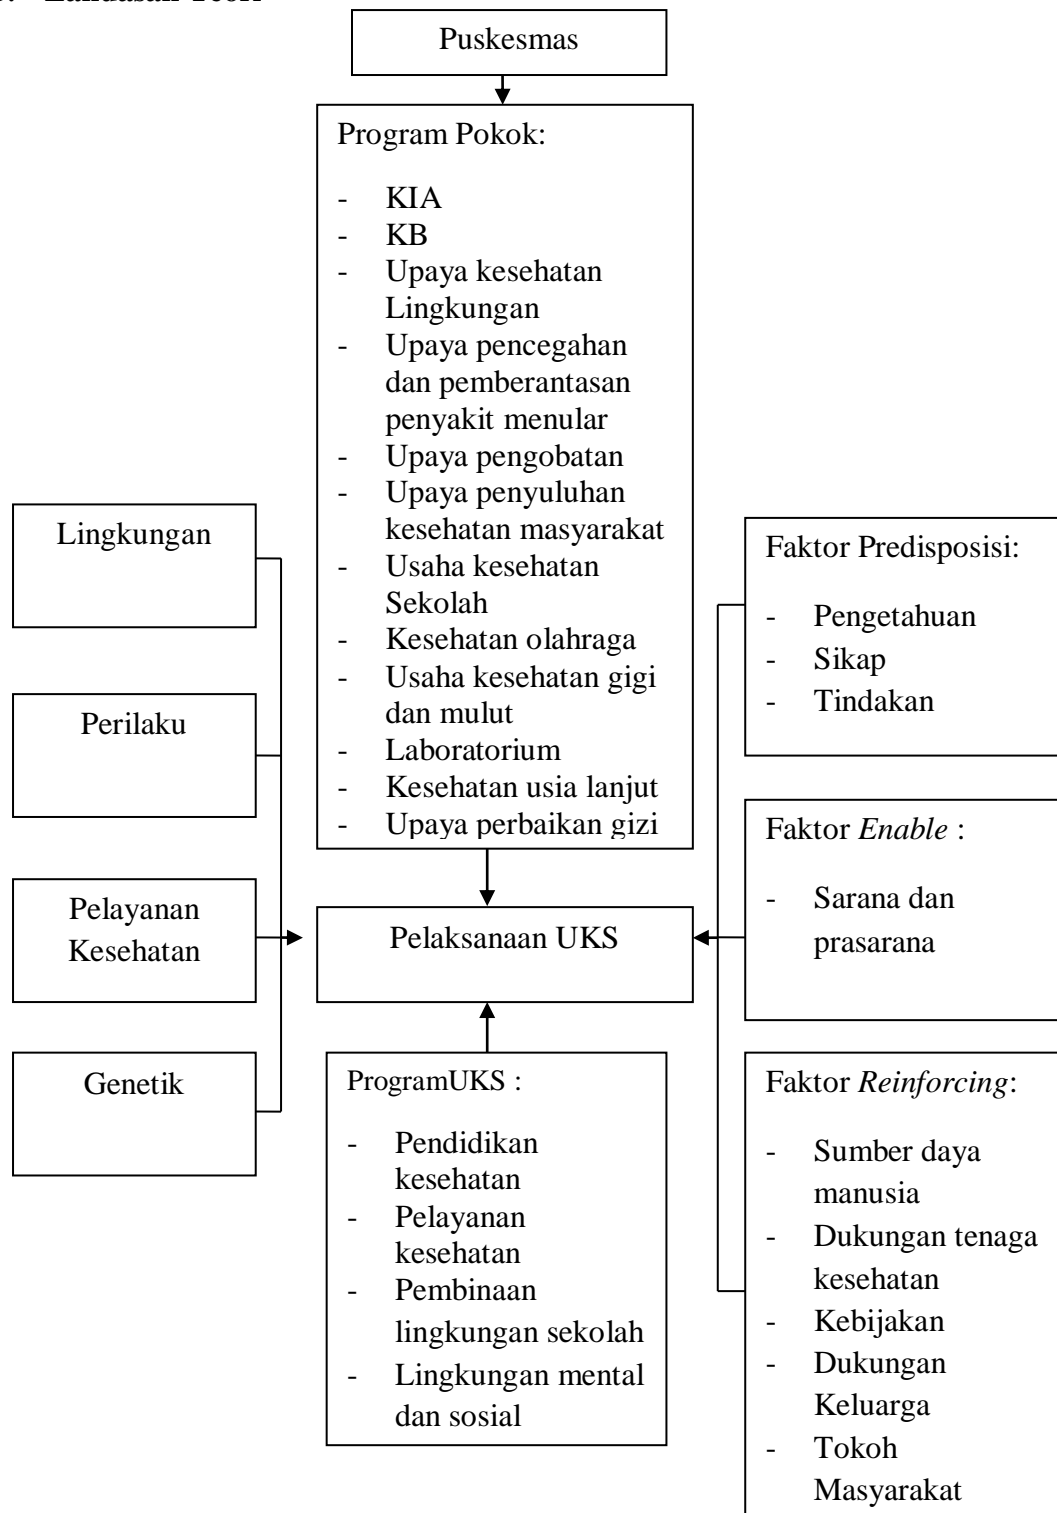 Puskesmas
Program Pokok:
- KIA
- KB
- Upaya kesehatan
Lingkungan
- Upaya pencegahan
dan pemberantasan
penyakit menular
- Upaya pengobatan
- Upaya penyuluhan
kesehatan masyarakat
- Usaha kesehatan
Sekolah
- Kesehatan olahraga
- Usaha kesehatan gigi
dan mulut
- Laboratorium
- Kesehatan usia lanjut
- Upaya perbaikan gizi
Lingkungan
Perilaku
Pelayanan
Kesehatan
Genetik
Pelaksanaan UKS
ProgramUKS :
- Pendidikan
kesehatan
- Pelayanan
kesehatan
- Pembinaan
lingkungan sekolah
- Lingkungan mental
dan sosial
Faktor Predisposisi:
- Pengetahuan
- Sikap
- Tindakan
Faktor Enable :
- Sarana dan
prasarana
Faktor Reinforcing:
- Sumber daya
manusia
- Dukungan tenaga
kesehatan
- Kebijakan
- Dukungan
Keluarga
- Tokoh
Masyarakat